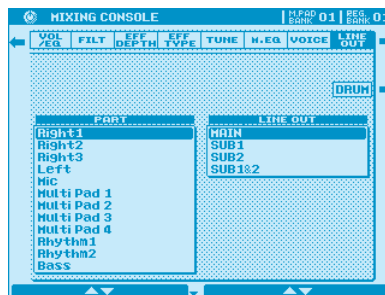 MIXING CONSOLE
M.PAD BANK 01
REG. BANK 01
VOL /EQ
FILT
EFF DEPTH
EFF TYPE
TUNE
M.EQ
VOICE
LINE OUT
DRUM
PART
Right1
Right2
Right3
Left
Mic
Multi Pad 1
Multi Pad 2
Multi Pad 3
Multi Pad 4
Rhythm1
Rhythm2
Bass
LINE OUT
MAIN
SUB1
SUB2
SUB1&2